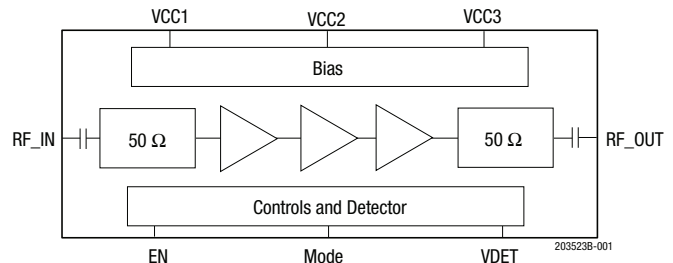 VCC1 VCC2 VCC3
Bias
RF_IN 50 Ω 50 Ω RF_OUT
Controls and Detector
EN Mode VDET
203523B-001